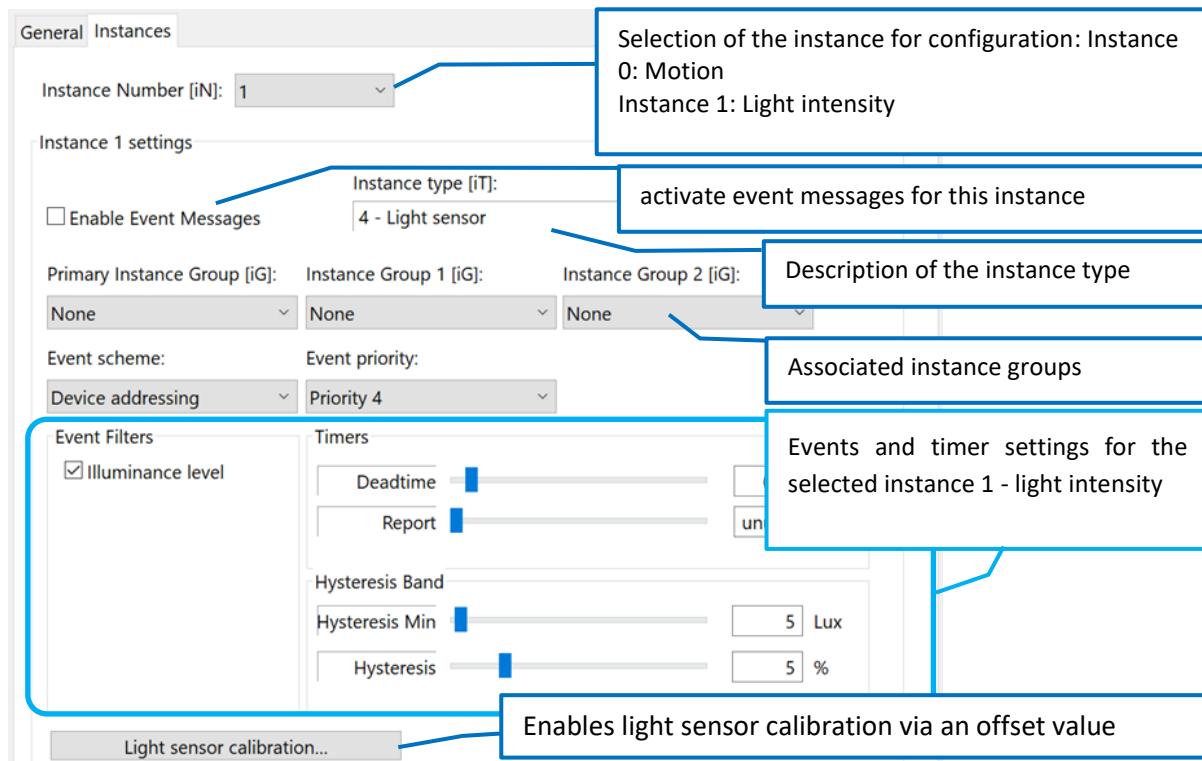 General Instances
Selection of the instance for configuration: Instance
0: Motion
Instance 1: Light intensity
Instance Number [iN]: 1
Instance 1 settings
Instance type [iT]:
activate event messages for this instance
Enable Event Messages
4 - Light sensor
Description of the instance type
Primary Instance Group [iG]: Instance Group 1 [iG]: Instance Group 2 [iG]:
None None None
Associated instance groups
Event scheme: Event priority:
Device addressing Priority 4
Events and timer settings for the
selected instance 1 - light intensity
Event Filters Timers
Illuminance level
Deadtime
Report
Hysteresis Band
Hysteresis Min 5 Lux
Hysteresis 5 %
Enables light sensor calibration via an offset value
Light sensor calibration...